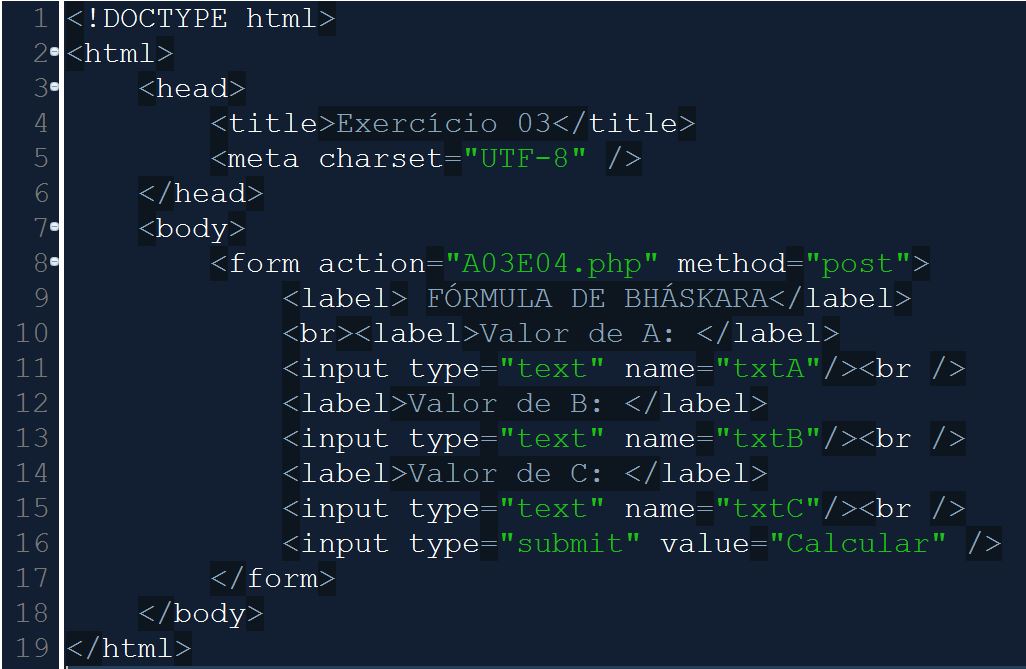 1 <!DOCTYPE html>
2 <html>
3 <head>
4 <title>Exercício 03</title>
5 <meta charset="UTF-8" />
6 </head>
7 <body>
8 <form action="A03E04.php" method="post">
9 <label> FÓRMULA DE BHÁSKARA</label>
10 <br><label>Valor de A: </label>
11 <input type="text" name="txtA"/><br />
12 <label>Valor de B: </label>
13 <input type="text" name="txtB"/><br />
14 <label>Valor de C: </label>
15 <input type="text" name="txtC"/><br />
16 <input type="submit" value="Calcular" />
17 </form>
18 </body>
19 </html>